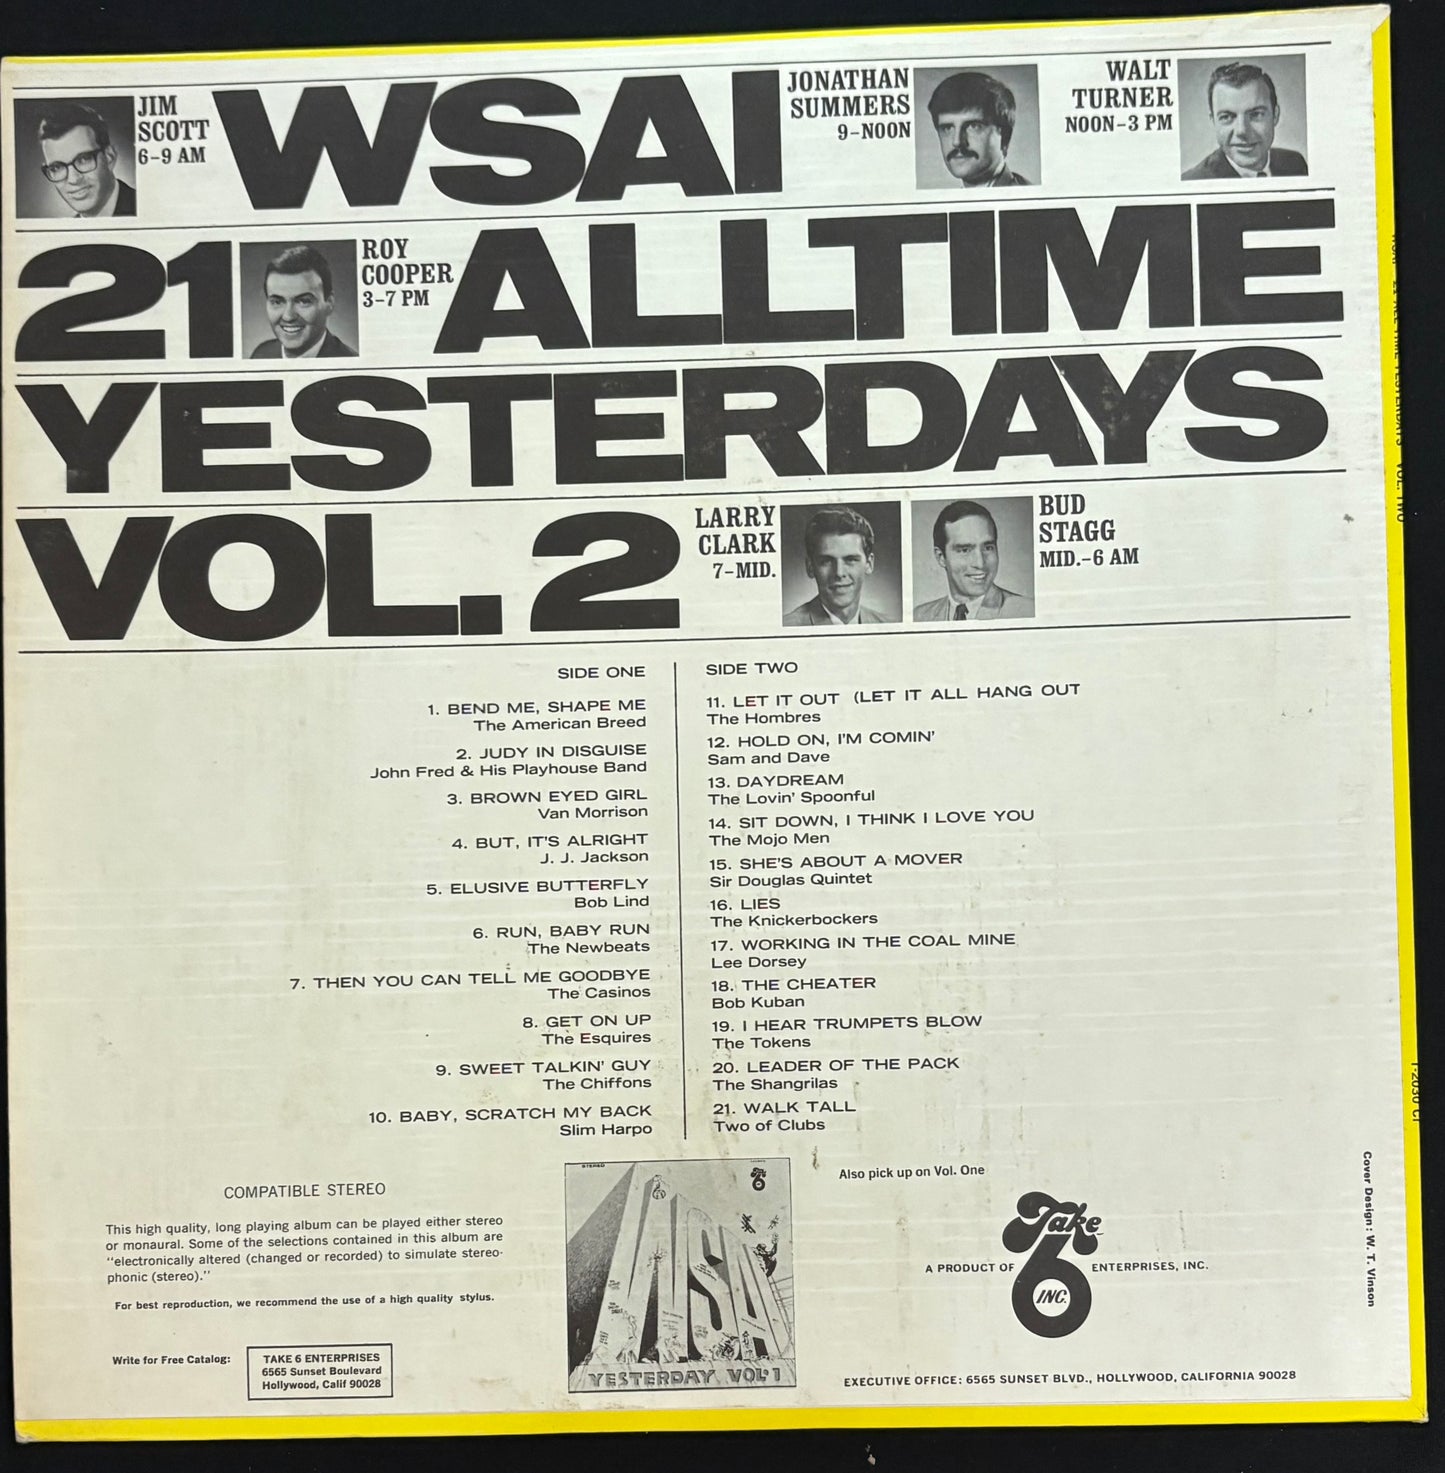 JIM
SCOTT
6-9 AM
WSAI
JONATHAN
SUMMERS
9-NOON
WALT
TURNER
NOON-3 PM
21
ROY
COOPER
3-7 PM
ALLTIME
YESTERDAYS
VOL. 2
LARRY
CLARK
7-MID.
BUD
STAGG
MID.-6 AM
SIDE ONE
1. BEND ME, SHAPE ME
The American Breed
2. JUDY IN DISGUISE
John Fred & His Playhouse Band
3. BROWN EYED GIRL
Van Morrison
4. BUT, IT'S ALRIGHT
J. J. Jackson
5. ELUSIVE BUTTERFLY
Bob Lind
6. RUN, BABY RUN
The Newbeats
7. THEN YOU CAN TELL ME GOODBYE
The Casinos
8. GET ON UP
The Esquires
9. SWEET TALKIN' GUY
The Chiffons
10. BABY, SCRATCH MY BACK
Slim Harpo
SIDE TWO
11. LET IT OUT (LET IT ALL HANG OUT
The Hombres
12. HOLD ON, I'M COMIN'
Sam and Dave
13. DAYDREAM
The Lovin' Spoonful
14. SIT DOWN, I THINK I LOVE YOU
The Mojo Men
15. SHE'S ABOUT A MOVER
Sir Douglas Quintet
16. LIES
The Knickerbockers
17. WORKING IN THE COAL MINE
Lee Dorsey
18. THE CHEATER
Bob Kuban
19. I HEAR TRUMPETS BLOW
The Tokens
20. LEADER OF THE PACK
The Shangrilas
21. WALK TALL
Two of Clubs
COMPATIBLE STEREO
This high quality, long playing album can be played either stereo
or monaural. Some of the selections contained in this album are
"electronically altered (changed or recorded) to simulate stereo-
phonic (stereo)."
For best reproduction, we recommend the use of a high quality stylus.
Write for Free Catalog:
TAKE 6 ENTERPRISES
6565 Sunset Boulevard
Hollywood, Calif 90028
STEREO
6
WSAI
YESTERDAY VOL. 1
Also pick up on Vol. One
Take
6
INC.
A PRODUCT OF
ENTERPRISES, INC.
EXECUTIVE OFFICE: 6565 SUNSET BLVD., HOLLYWOOD, CALIFORNIA 90028
Cover Design: W. T. Vinson
VOL. TWO